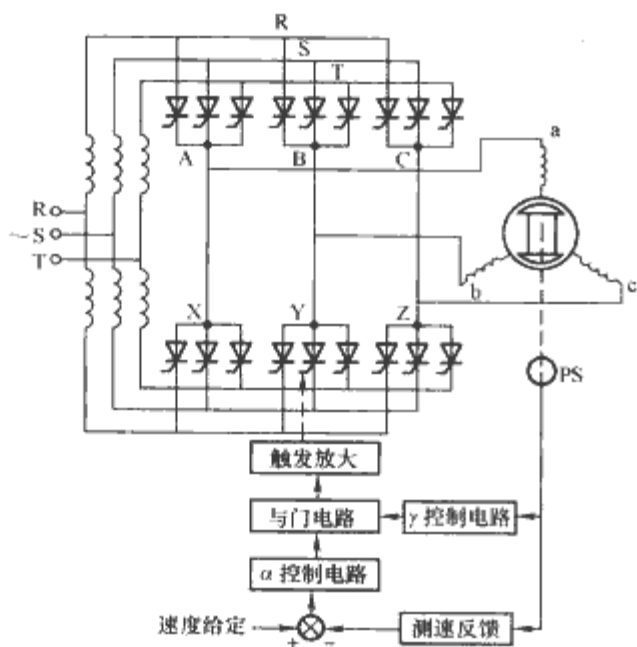 R
S
T
A B C
a
R
~ S
T
b c
X Y Z
PS
触发放大
与门电路
γ 控制电路
α 控制电路
速度给定
+ −
测速反馈